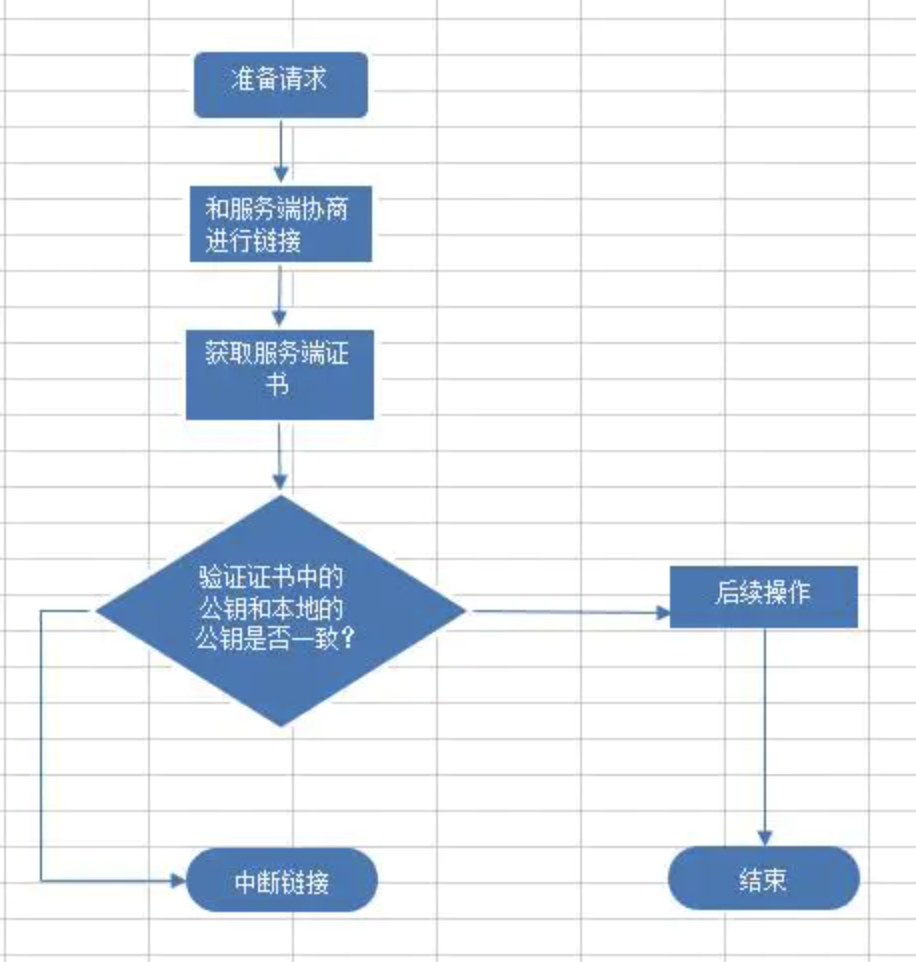 准备请求
和服务端协商
进行链接
获取服务端证
书
验证证书中的
公钥和本地的
公钥是否一致？
后续操作
中断链接
结束